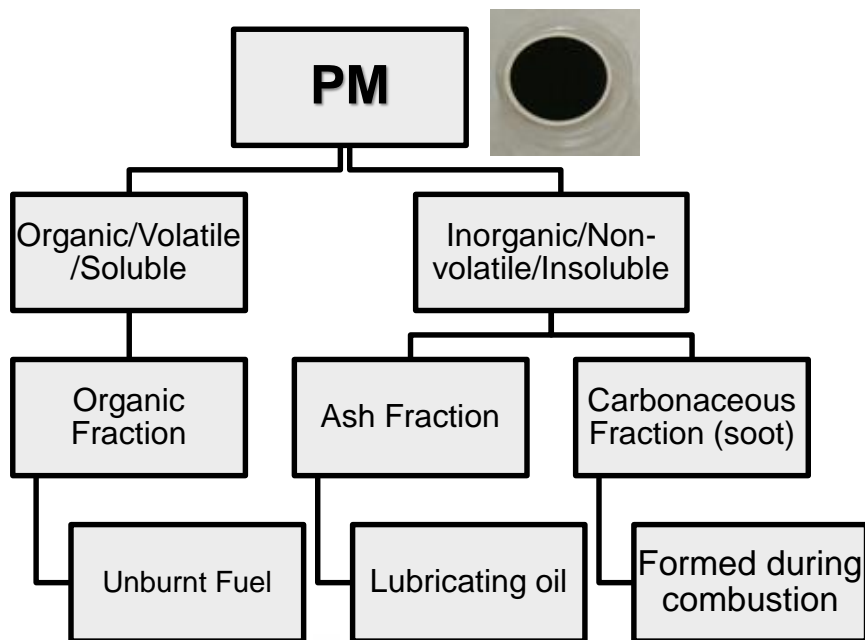 PM
Organic/Volatile
/Soluble
Inorganic/Non-
volatile/Insoluble
Organic
Fraction
Ash Fraction
Carbonaceous
Fraction (soot)
Unburnt Fuel
Lubricating oil
Formed during
combustion